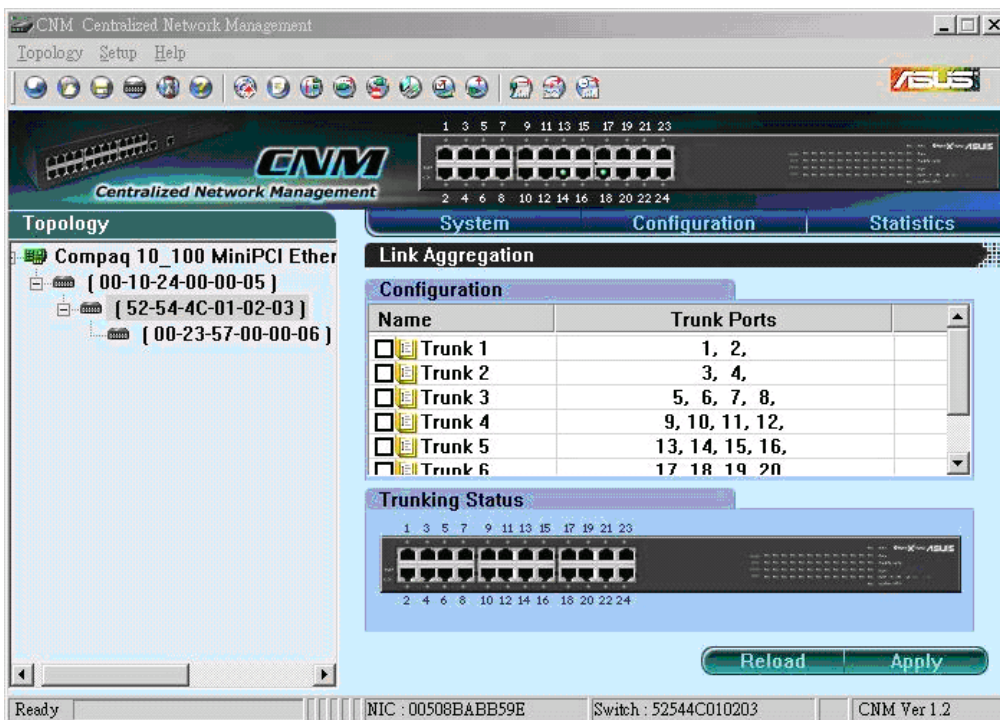 CNM Centralized Network Management
Topology Setup Help
ASUS
1 3 5 7 9 11 13 15 17 19 21 23
CNM
Centralized Network Management
2 4 6 8 10 12 14 16 18 20 22 24
Topology
System Configuration Statistics
Compaq 10_100 MiniPCI Ether
( 00-10-24-00-00-05 )
( 52-54-4C-01-02-03 )
( 00-23-57-00-00-06 )
Link Aggregation
Configuration
Name Trunk Ports
Trunk 1 1, 2,
Trunk 2 3, 4,
Trunk 3 5, 6, 7, 8,
Trunk 4 9, 10, 11, 12,
Trunk 5 13, 14, 15, 16,
Trunk 6 17 18 19 20
Trunking Status
1 3 5 7 9 11 13 15 17 19 21 23
ASUS
2 4 6 8 10 12 14 16 18 20 22 24
Reload Apply
Ready NIC : 00508BABB59E Switch : 52544C010203 CNM Ver 1.2